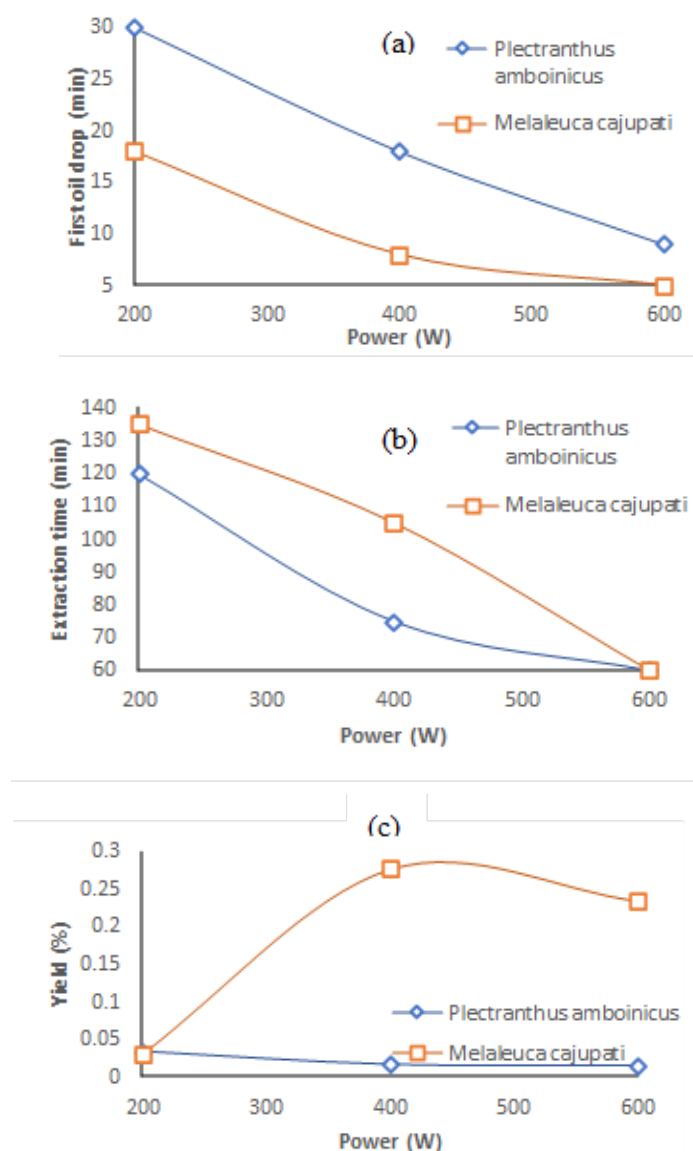 (a)
First oil drop (min)
30
25
20
15
10
5
200 300 400 500 600
Power (W)
Plectranthus
amboinicus
Melaleuca cajupati
(b)
Extraction time (min)
140
130
120
110
100
90
80
70
60
200 300 400 500 600
Power (W)
Plectranthus
amboinicus
Melaleuca cajupati
(c)
Yield (%)
0.3
0.25
0.2
0.15
0.1
0.05
0
200 300 400 500 600
Power (W)
Plectranthus amboinicus
Melaleuca cajupati